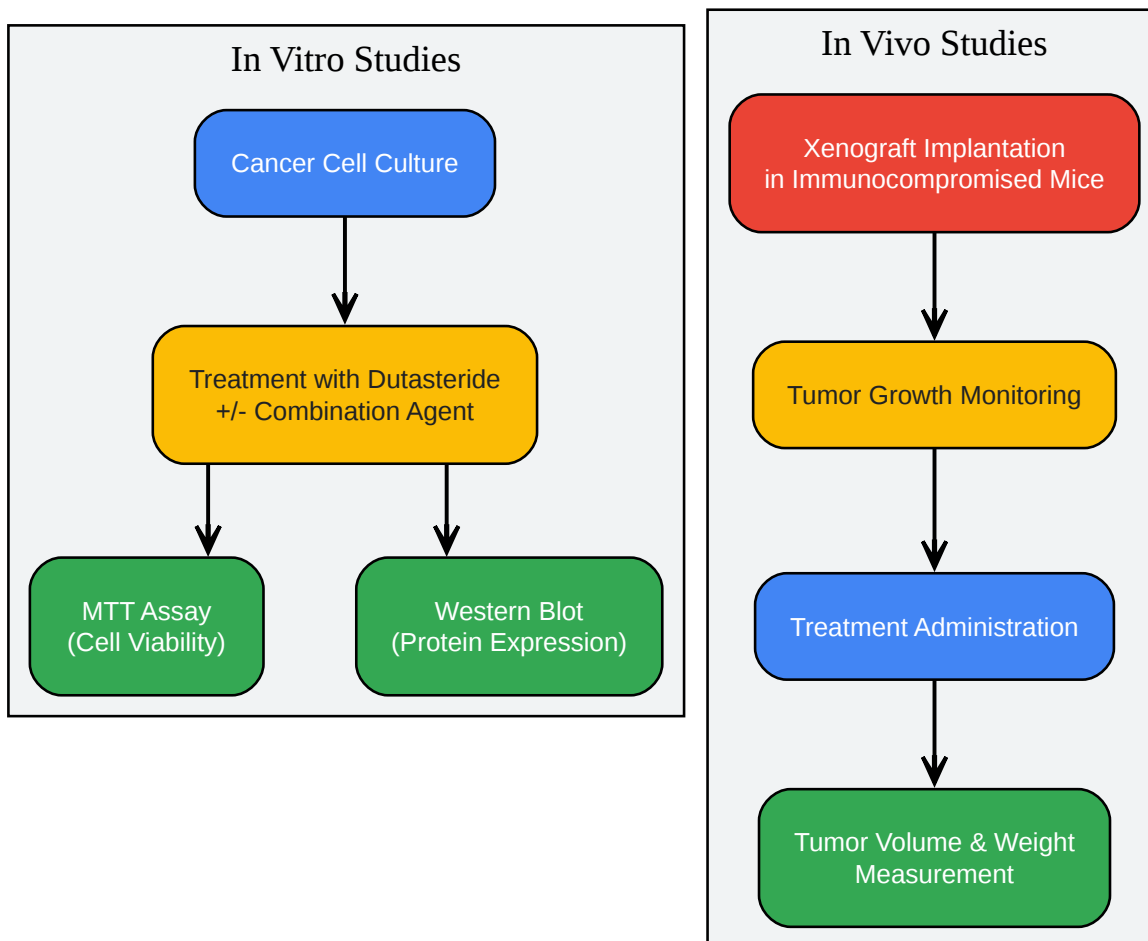 In Vitro Studies
Cancer Cell Culture
Treatment with Dutasteride
+/- Combination Agent
MTT Assay
(Cell Viability)
Western Blot
(Protein Expression)
In Vivo Studies
Xenograft Implantation
in Immunocompromised Mice
Tumor Growth Monitoring
Treatment Administration
Tumor Volume & Weight
Measurement